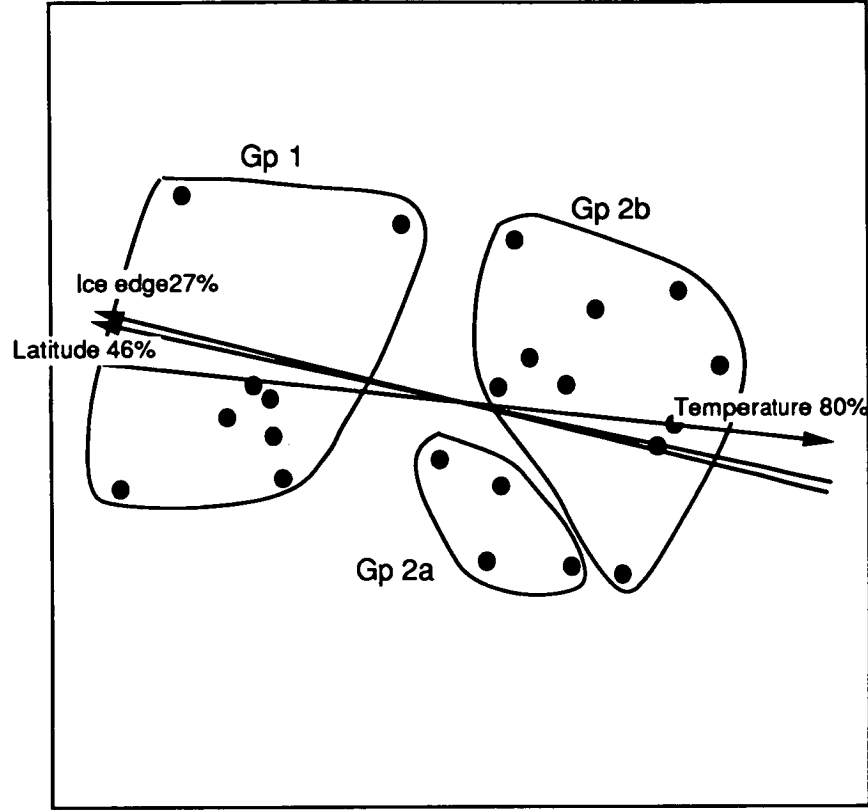 Gp 1
Gp 2b
Ice edge27%
Latitude 46%
Temperature 80%
Gp 2a